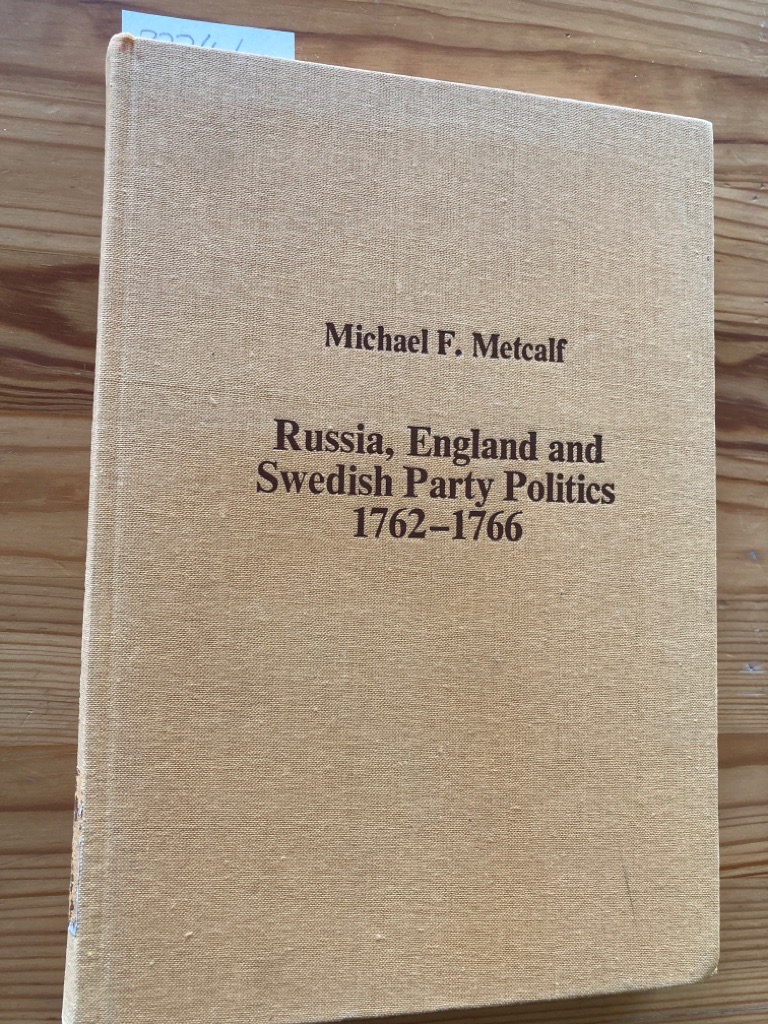 Michael F. Metcalf
Russia, England and
Swedish Party Politics
1762–1766